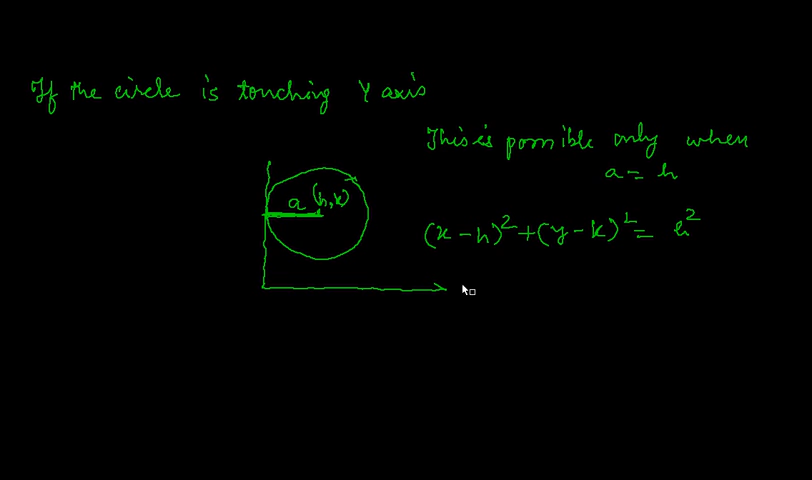 If the circle is touching Y axis
This is possible only when
a = h
a (h, k)
(x - h)² + (y - k)² = h²